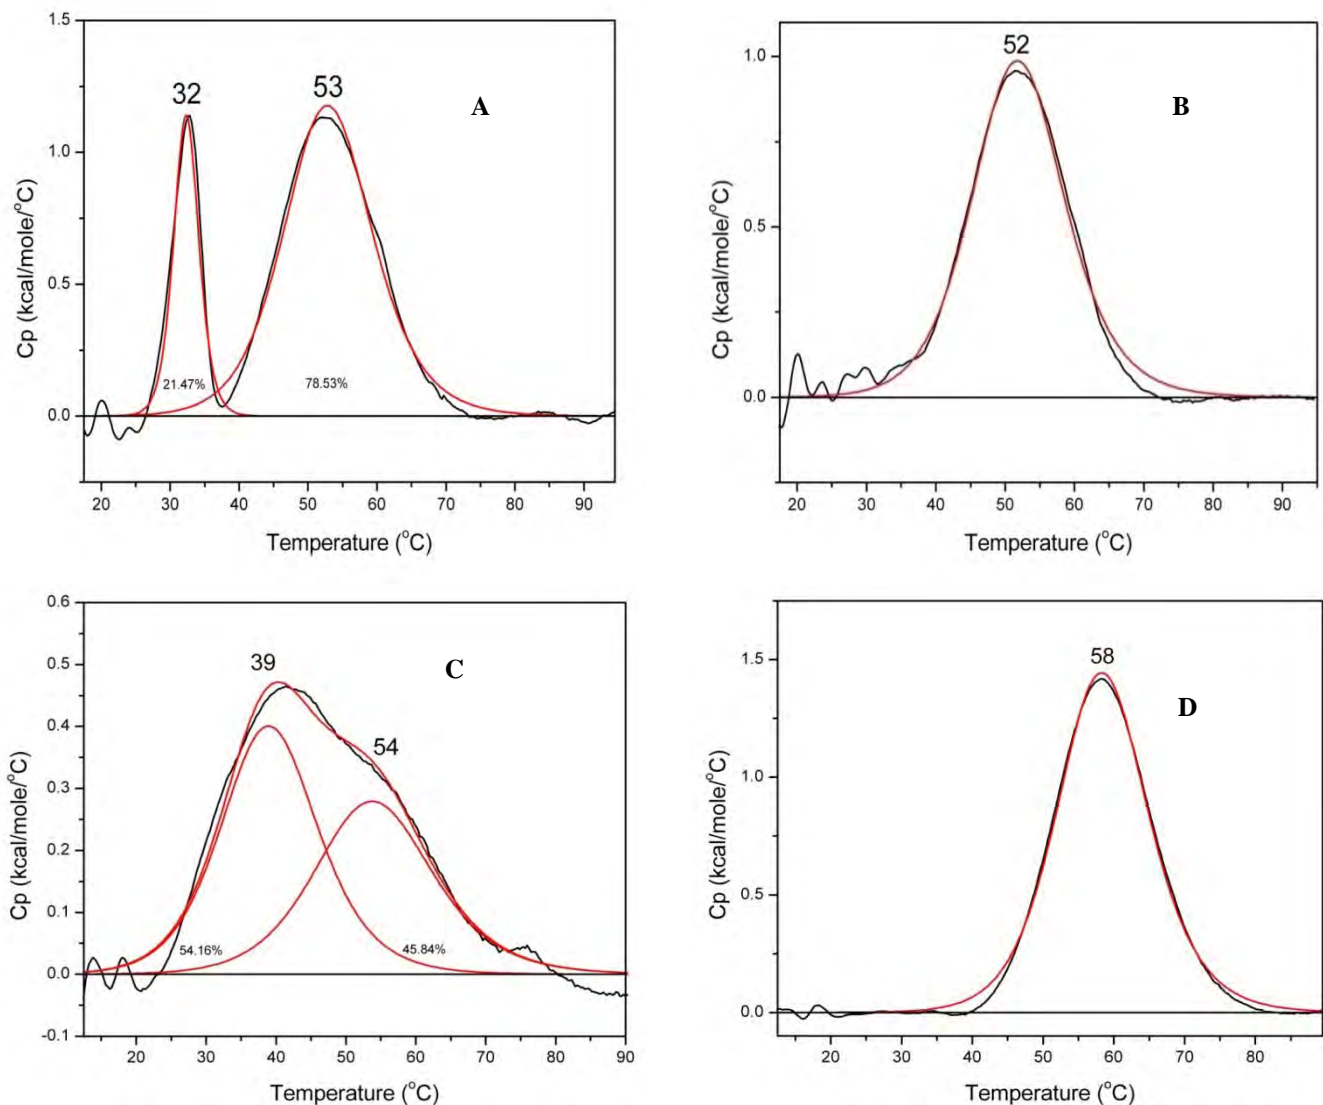 1.5
1.0
0.5
0.0
Cp (kcal/mole/°C)
32
53
A
21.47%
78.53%
20 30 40 50 60 70 80 90
Temperature (°C)
1.0
0.5
0.0
Cp (kcal/mole/°C)
52
B
20 30 40 50 60 70 80 90
Temperature (°C)
0.6
0.5
0.4
0.3
0.2
0.1
0.0
-0.1
Cp (kcal/mole/°C)
39
54
C
54.16%
45.84%
20 30 40 50 60 70 80 90
Temperature (°C)
1.5
1.0
0.5
0.0
Cp (kcal/mole/°C)
58
D
20 30 40 50 60 70 80
Temperature (°C)